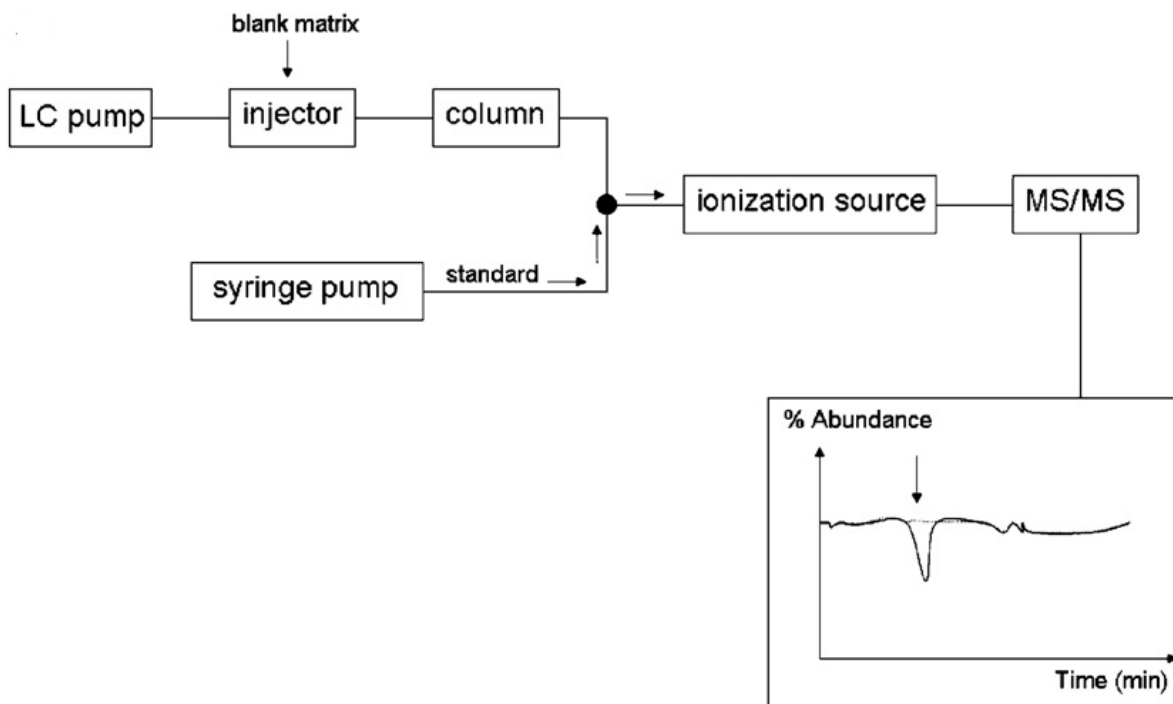 blank matrix
LC pump
injector
column
ionization source
MS/MS
standard
syringe pump
% Abundance
Time (min)